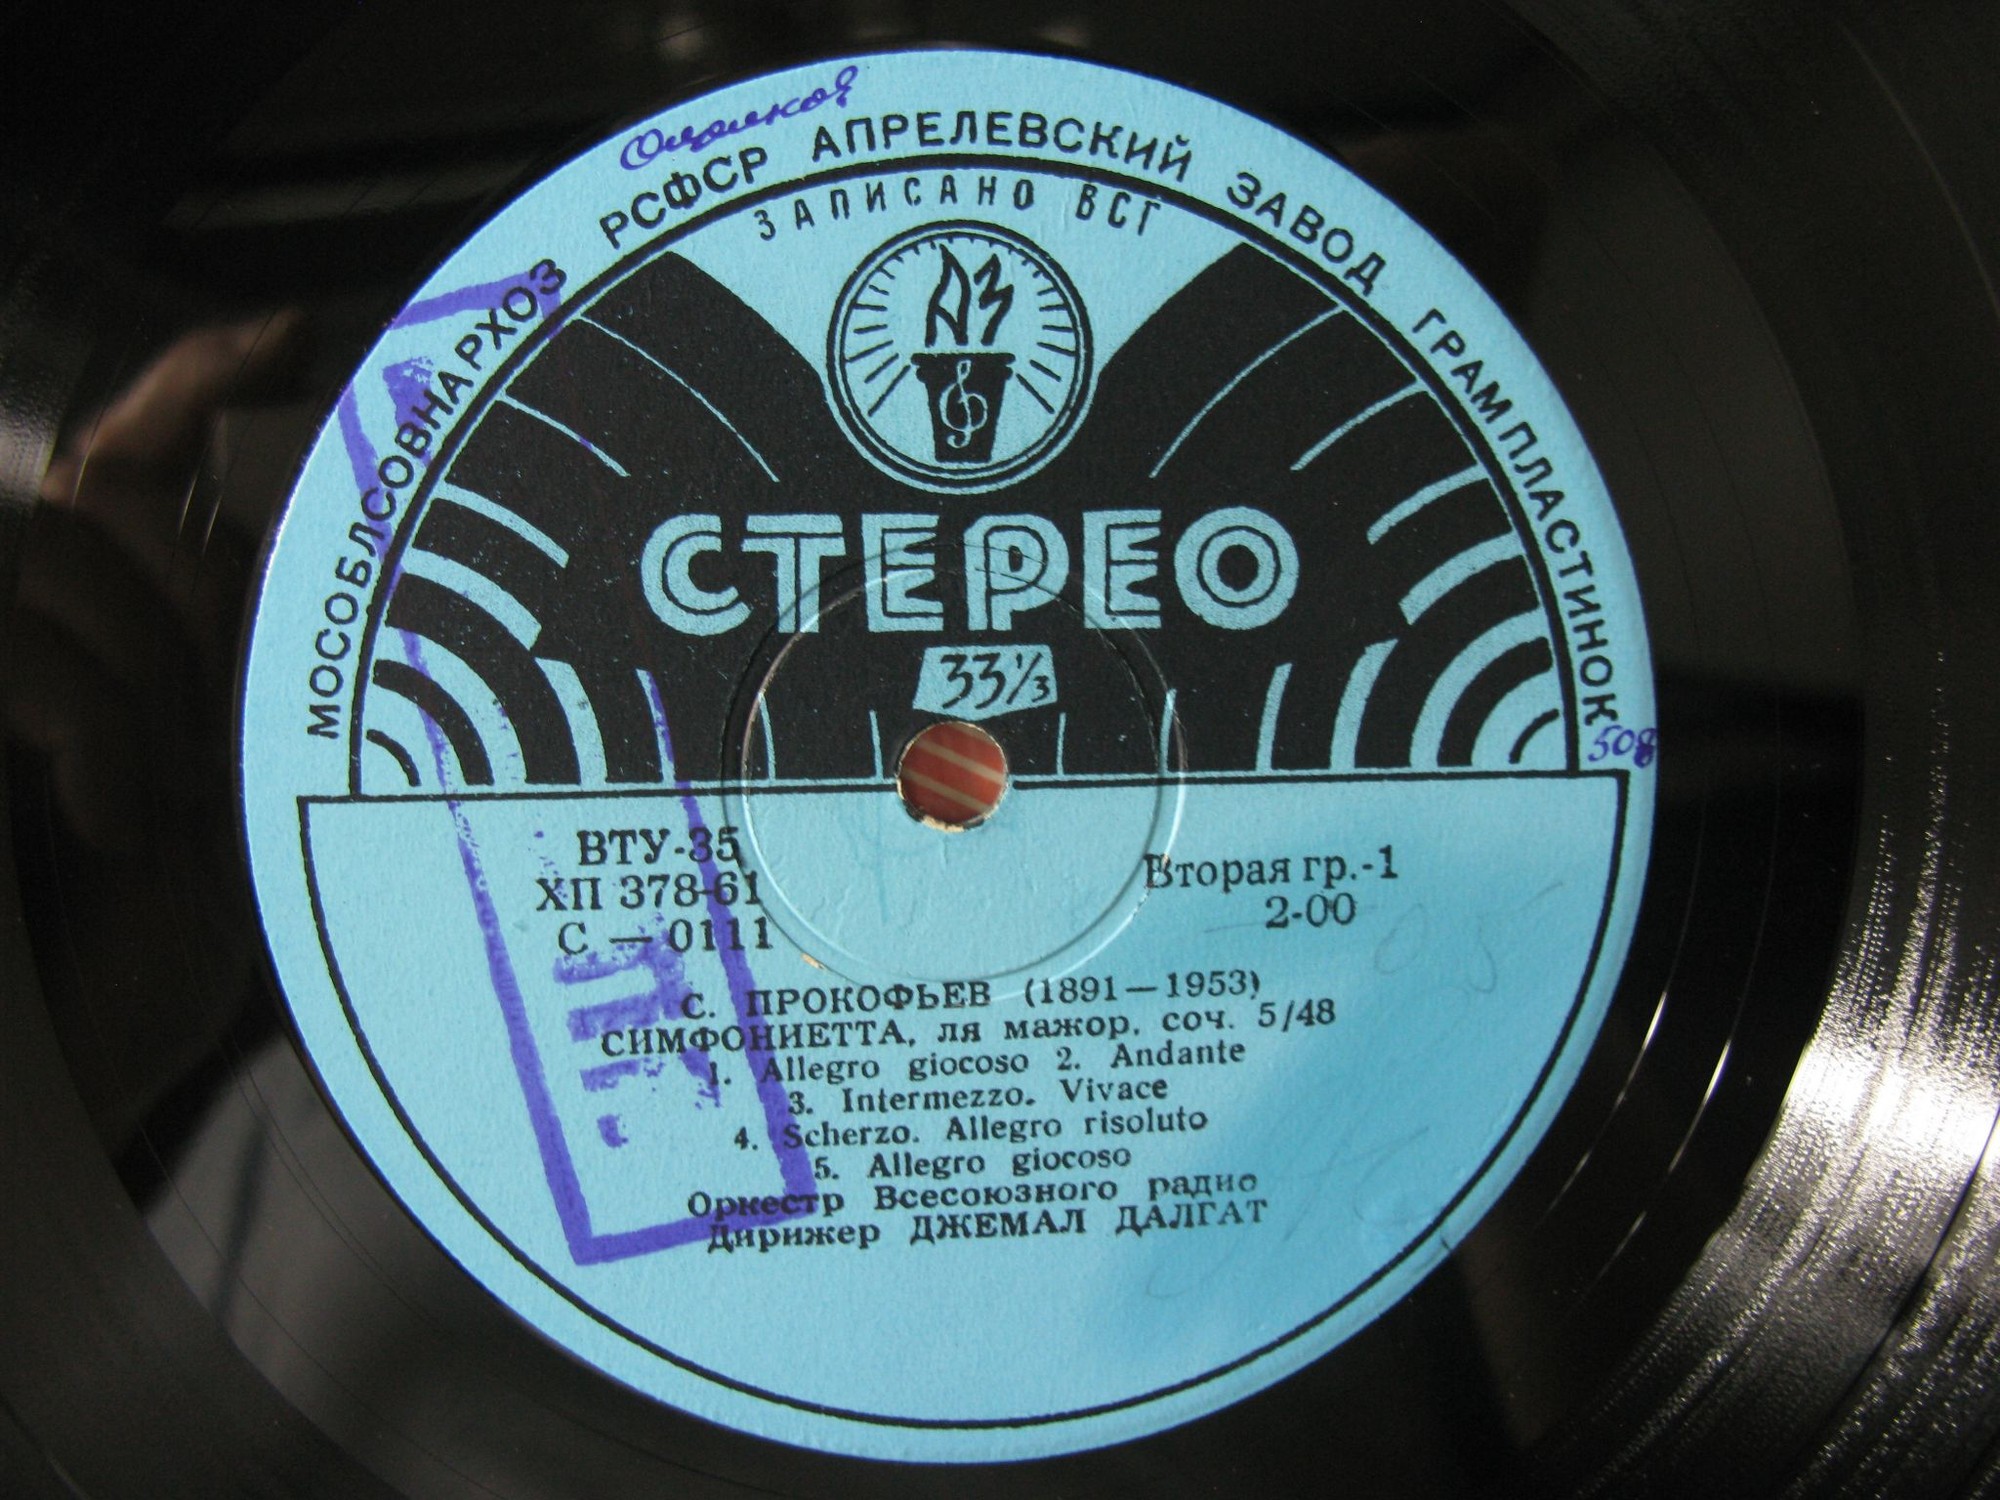 МОСОБЛСОВНАРХОЗ РСФСР АПРЕЛЕВСКИЙ ЗАВОД ГРАМПЛАСТИНОК
508
ЗАПИСАНО ВСГ
АЗ
СТЕРЕО
33⅓
ВТУ-35
ХП 378-61
С — 0111
Вторая гр.-1
2-00
С. ПРОКОФЬЕВ (1891—1953)
СИМФОНИЕТТА, ля мажор, соч. 5/48
1. Allegro giocoso 2. Andante
3. Intermezzo. Vivace
4. Scherzo. Allegro risoluto
5. Allegro giocoso
Оркестр Всесоюзного радио
Дирижер ДЖЕМАЛ ДАЛГАТ